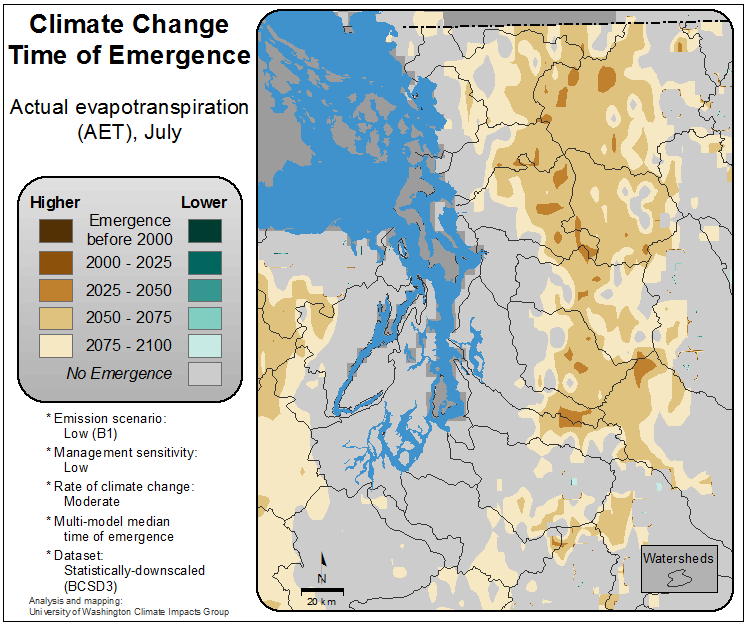 Climate Change
Time of Emergence
Actual evapotranspiration
(AET), July
Higher
Lower
Emergence
before 2000
2000 - 2025
2025 - 2050
2050 - 2075
2075 - 2100
No Emergence
* Emission scenario:
Low (B1)
* Management sensitivity:
Low
* Rate of climate change:
Moderate
* Multi-model median
time of emergence
* Dataset:
Statistically-downscaled
(BCSD3)
Analysis and mapping:
University of Washington Climate Impacts Group
N
20 km
Watersheds